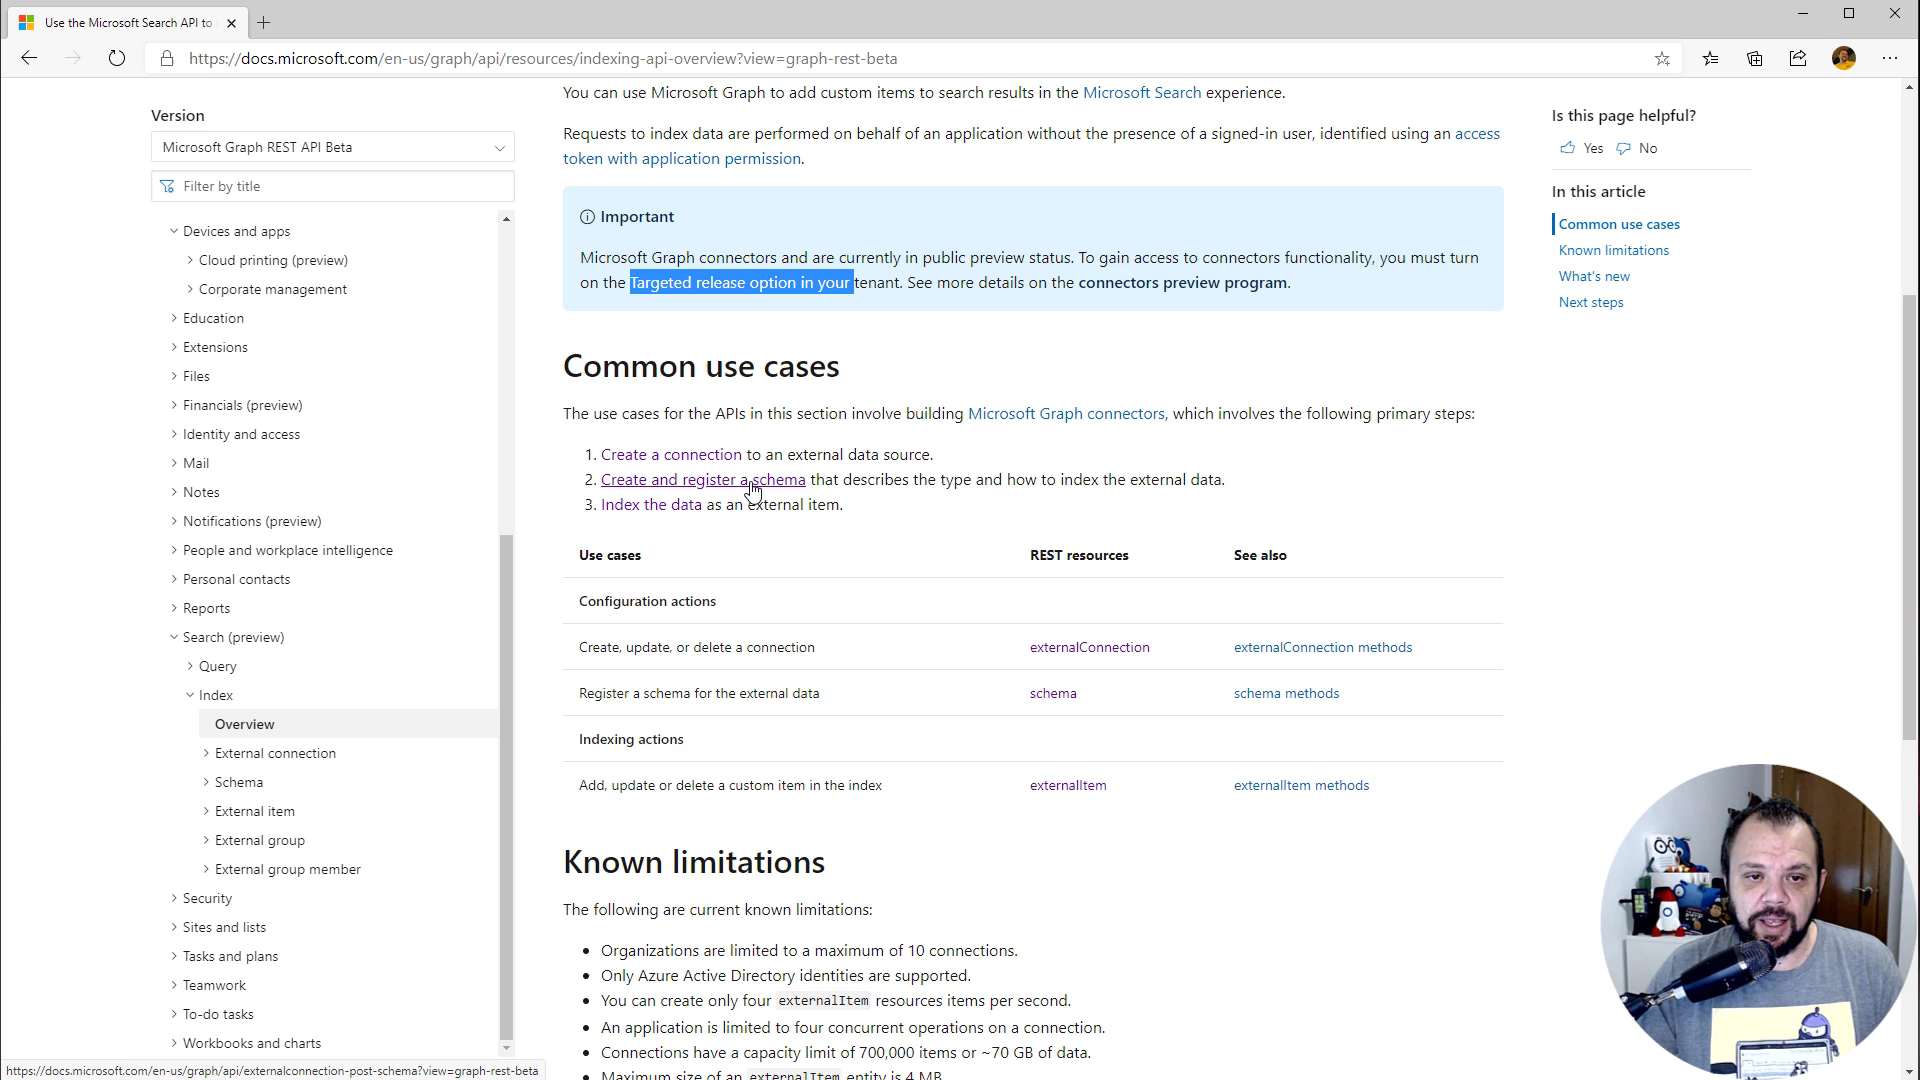 Use the Microsoft Search API to
https://docs.microsoft.com/en-us/graph/api/resources/indexing-api-overview?view=graph-rest-beta
Version
Microsoft Graph REST API Beta
Filter by title
Devices and apps
Cloud printing (preview)
Corporate management
Education
Extensions
Files
Financials (preview)
Identity and access
Mail
Notes
Notifications (preview)
People and workplace intelligence
Personal contacts
Reports
Search (preview)
Query
Index
Overview
External connection
Schema
External item
External group
External group member
Security
Sites and lists
Tasks and plans
Teamwork
To-do tasks
Workbooks and charts
https://docs.microsoft.com/en-us/graph/api/externalconnection-post-schema?view=graph-rest-beta
You can use Microsoft Graph to add custom items to search results in the Microsoft Search experience.
Requests to index data are performed on behalf of an application without the presence of a signed-in user, identified using an access
token with application permission.
Important
Microsoft Graph connectors and are currently in public preview status. To gain access to connectors functionality, you must turn
on the Targeted release option in your tenant. See more details on the connectors preview program.
Common use cases
The use cases for the APIs in this section involve building Microsoft Graph connectors, which involves the following primary steps:
1. Create a connection to an external data source.
2. Create and register a schema that describes the type and how to index the external data.
3. Index the data as an external item.
Use cases REST resources See also
Configuration actions
Create, update, or delete a connection externalConnection externalConnection methods
Register a schema for the external data schema schema methods
Indexing actions
Add, update or delete a custom item in the index externalItem externalItem methods
Known limitations
The following are current known limitations:
• Organizations are limited to a maximum of 10 connections.
• Only Azure Active Directory identities are supported.
• You can create only four externalItem resources items per second.
• An application is limited to four concurrent operations on a connection.
• Connections have a capacity limit of 700,000 items or ~70 GB of data.
• Maximum size of an externalItem entity is 4 MB.
Is this page helpful?
Yes No
In this article
Common use cases
Known limitations
What's new
Next steps